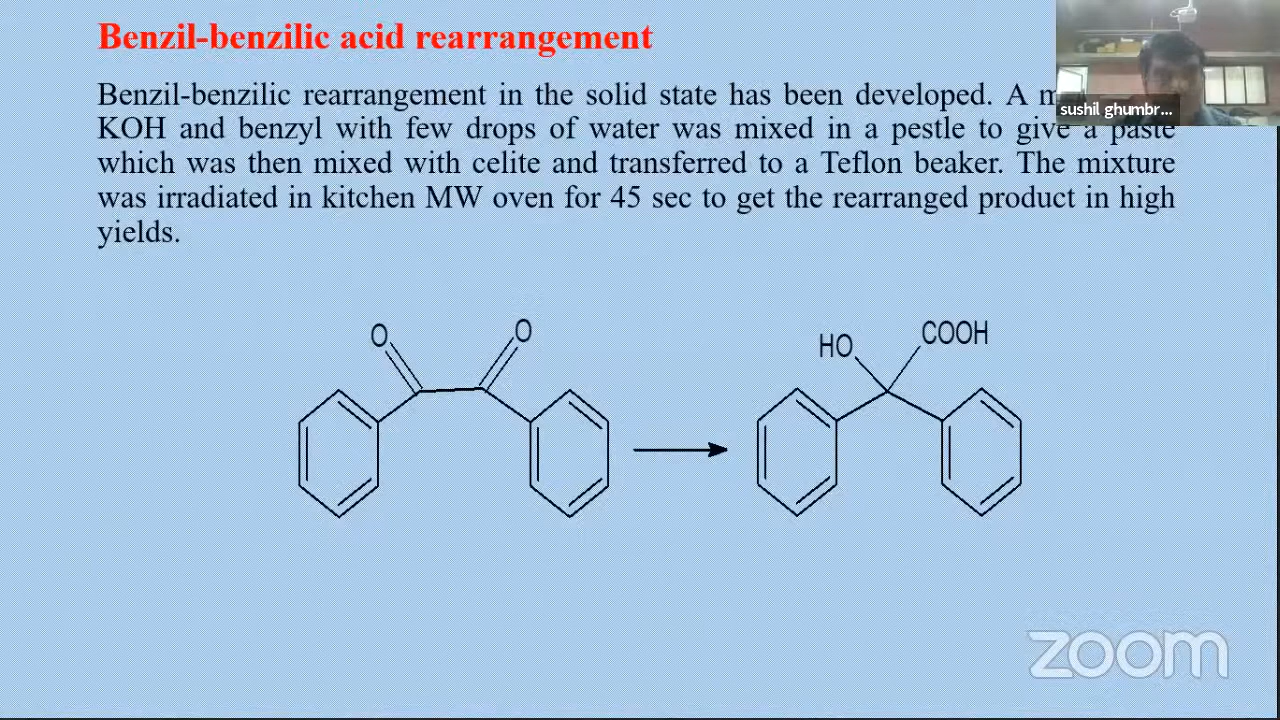 Benzil-benzilic acid rearrangement
Benzil-benzilic rearrangement in the solid state has been developed. A
KOH and benzyl with few drops of water was mixed in a pestle to give a paste
which was then mixed with celite and transferred to a Teflon beaker. The mixture
was irradiated in kitchen MW oven for 45 sec to get the rearranged product in high
yields.
sushil ghumbr...
O
O
HO
COOH
zoom